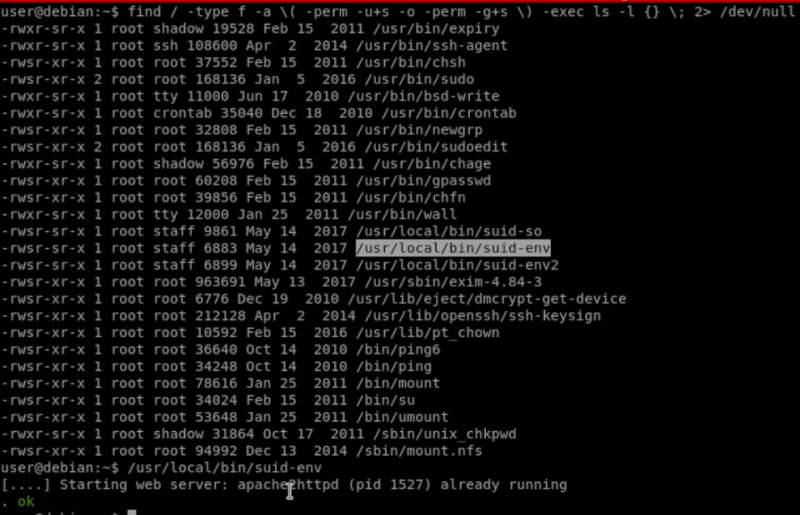 user@debian:~$ find / -type f -a \( -perm -u+s -o -perm -g+s \) -exec ls -l {} \; 2> /dev/null
-rwxr-sr-x 1 root shadow 19528 Feb 15  2011 /usr/bin/expiry
-rwxr-sr-x 1 root ssh 108600 Apr  2  2014 /usr/bin/ssh-agent
-rwsr-xr-x 1 root root 37552 Feb 15  2011 /usr/bin/chsh
-rwsr-xr-x 2 root root 168136 Jan  5  2016 /usr/bin/sudo
-rwxr-sr-x 1 root tty 11000 Jun 17  2010 /usr/bin/bsd-write
-rwxr-sr-x 1 root crontab 35040 Dec 18  2010 /usr/bin/crontab
-rwsr-xr-x 1 root root 32808 Feb 15  2011 /usr/bin/newgrp
-rwsr-xr-x 2 root root 168136 Jan  5  2016 /usr/bin/sudoedit
-rwxr-sr-x 1 root shadow 56976 Feb 15  2011 /usr/bin/chage
-rwsr-xr-x 1 root root 60208 Feb 15  2011 /usr/bin/gpasswd
-rwsr-xr-x 1 root root 39856 Feb 15  2011 /usr/bin/chfn
-rwxr-sr-x 1 root tty 12000 Jan 25  2011 /usr/bin/wall
-rwsr-sr-x 1 root staff 9861 May 14  2017 /usr/local/bin/suid-so
-rwsr-sr-x 1 root staff 6883 May 14  2017 /usr/local/bin/suid-env
-rwsr-sr-x 1 root staff 6899 May 14  2017 /usr/local/bin/suid-env2
-rwsr-xr-x 1 root root 963691 May 13  2017 /usr/sbin/exim-4.84-3
-rwsr-xr-x 1 root root 6776 Dec 19  2010 /usr/lib/eject/dmcrypt-get-device
-rwsr-xr-x 1 root root 212128 Apr  2  2014 /usr/lib/openssh/ssh-keysign
-rwsr-xr-x 1 root root 10592 Feb 15  2016 /usr/lib/pt_chown
-rwsr-xr-x 1 root root 36640 Oct 14  2010 /bin/ping6
-rwsr-xr-x 1 root root 34248 Oct 14  2010 /bin/ping
-rwsr-xr-x 1 root root 78616 Jan 25  2011 /bin/mount
-rwsr-xr-x 1 root root 34024 Feb 15  2011 /bin/su
-rwsr-xr-x 1 root root 53648 Jan 25  2011 /bin/umount
-rwxr-sr-x 1 root shadow 31864 Oct 17  2011 /sbin/unix_chkpwd
-rwsr-xr-x 1 root root 94992 Dec 13  2014 /sbin/mount.nfs
user@debian:~$ /usr/local/bin/suid-env
[....] Starting web server: apache2httpd (pid 1527) already running
. ok